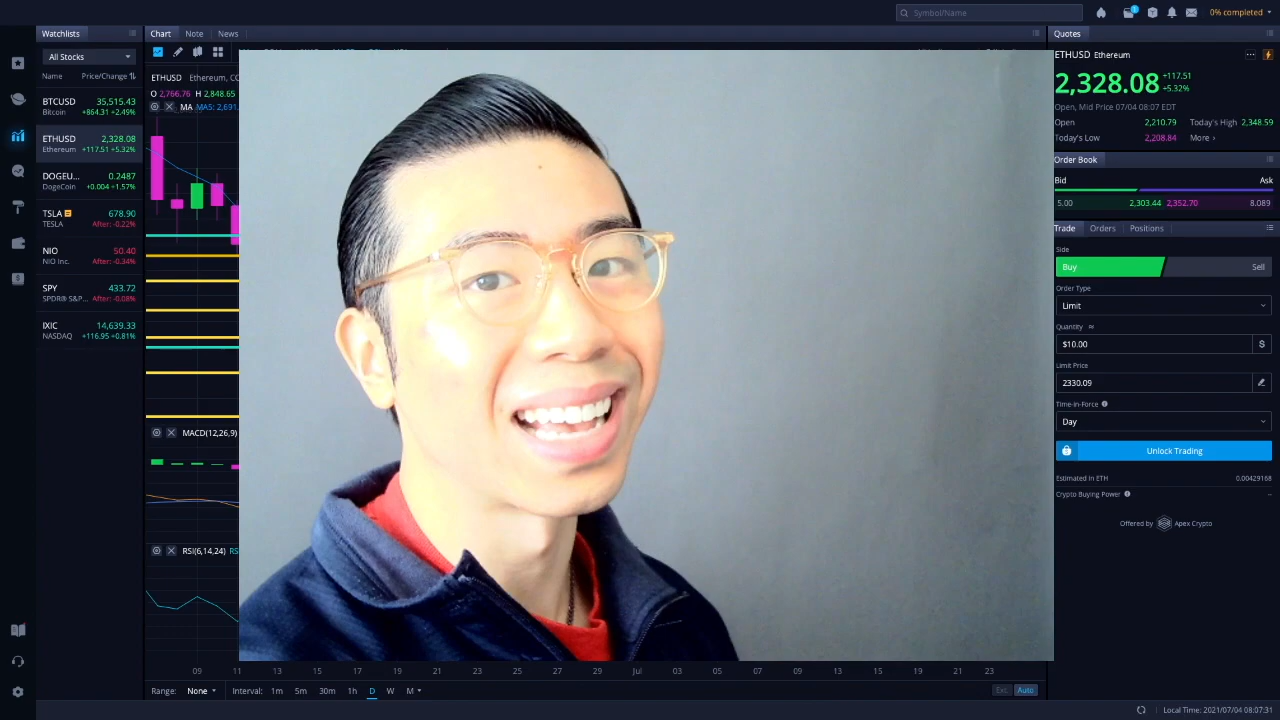 Symbol/Name
0% completed
Watchlists
Chart Note News
Quotes
All Stocks
Name Price/Change
BTCUSD 35,515.43
Bitcoin +864.31 +2.49%
ETHUSD 2,328.08
Ethereum +117.51 +5.32%
DOGEU... 0.2487
DogeCoin +0.004 +1.57%
TSLA 678.90
TESLA After: -0.22%
NIO 50.40
NIO Inc. After: -0.34%
SPY 433.72
SPDR® S&P... After: -0.08%
IXIC 14,639.33
NASDAQ +116.95 +0.81%
ETHUSD Ethereum, CC
O 2,766.76 H 2,848.65
MA MA5: 2,691.
MACD(12,26,9)
RSI(6,14,24) RS
09 11 13 15 17 19 21 23 25 27 29 Jul 03 05 07 09 13 15 17 19 21 23
Range: None Interval: 1m 5m 30m 1h D W M
Ext. Auto
ETHUSD Ethereum
2,328.08 +117.51
+5.32%
Open, Mid Price 07/04 08:07 EDT
Open 2,210.79 Today's High 2,348.59
Today's Low 2,208.84 More ›
Order Book
Bid Ask
5.00 2,303.44 2,352.70 8.089
Trade Orders Positions
Side
Buy Sell
Order Type
Limit
Quantity ≈
$10.00 $
Limit Price
2330.09
Time-in-Force
Day
Unlock Trading
Estimated in ETH 0.00429168
Crypto Buying Power --
Offered by Apex Crypto
Local Time: 2021/07/04 08:07:31